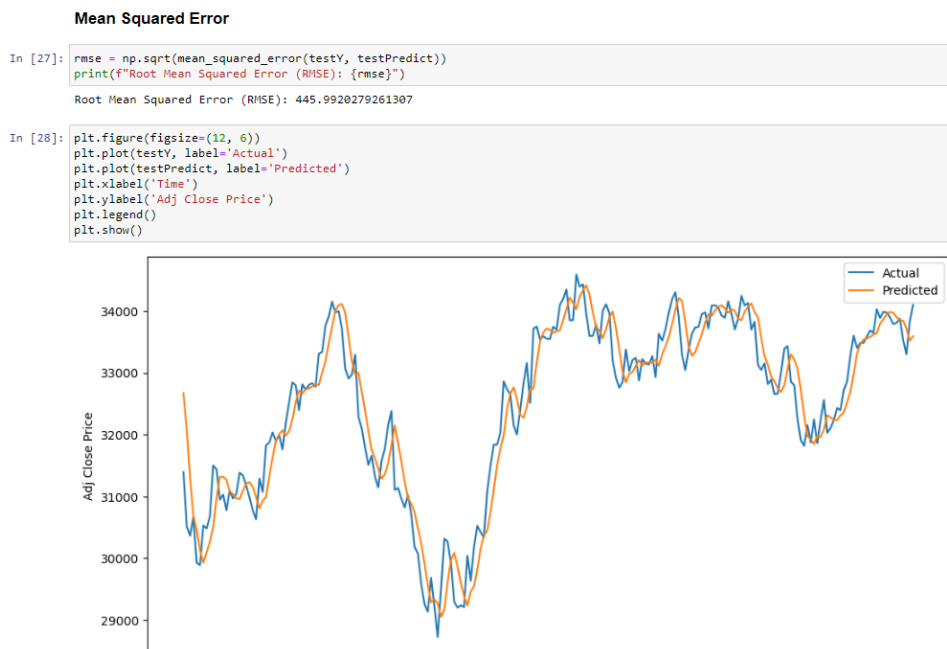 Mean Squared Error
In [27]: rmse = np.sqrt(mean_squared_error(testY, testPredict))
print(f"Root Mean Squared Error (RMSE): {rmse}")
Root Mean Squared Error (RMSE): 445.9920279261307
In [28]: plt.figure(figsize=(12, 6))
plt.plot(testY, label='Actual')
plt.plot(testPredict, label='Predicted')
plt.xlabel('Time')
plt.ylabel('Adj Close Price')
plt.legend()
plt.show()
Actual
Predicted
34000
33000
32000
Adj Close Price
31000
30000
29000